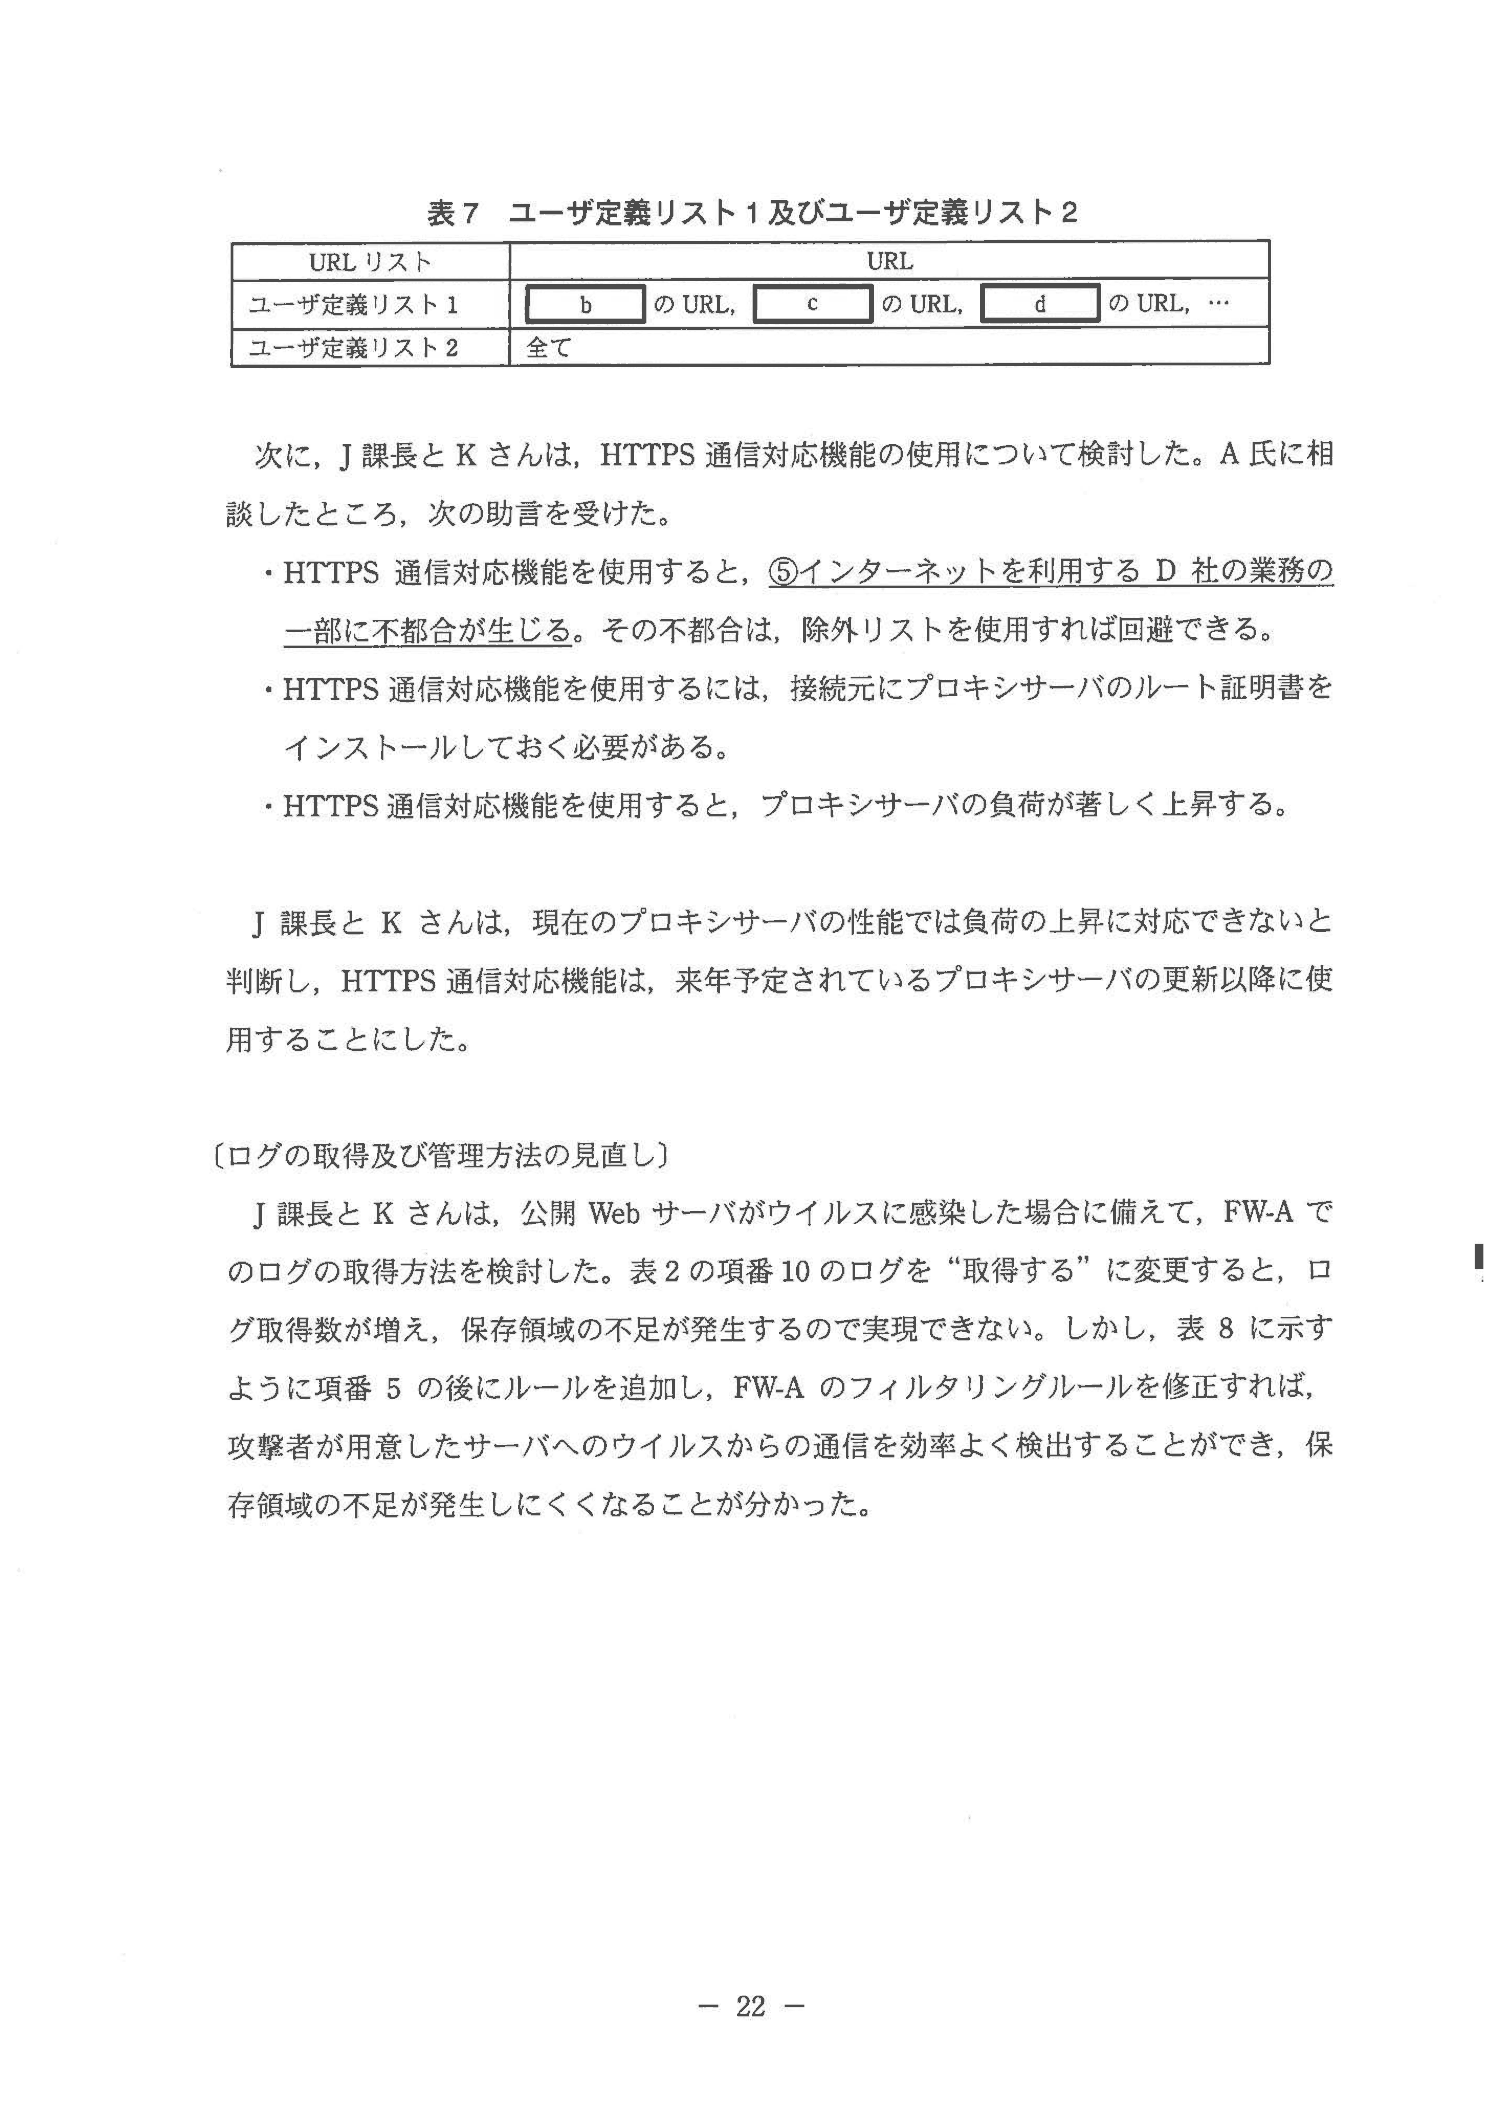 表7 ユーザ定義リスト1及びユーザ定義リスト2
URLリスト URL
ユーザ定義リスト1 b のURL, c のURL, d のURL, …
ユーザ定義リスト2 全て
次に，J課長とKさんは，HTTPS通信対応機能の使用について検討した。A氏に相
談したところ，次の助言を受けた。
・HTTPS 通信対応機能を使用すると，⑤インターネットを利用する D 社の業務の
一部に不都合が生じる。その不都合は，除外リストを使用すれば回避できる。
・HTTPS通信対応機能を使用するには，接続元にプロキシサーバのルート証明書を
インストールしておく必要がある。
・HTTPS通信対応機能を使用すると，プロキシサーバの負荷が著しく上昇する。
J 課長と K さんは，現在のプロキシサーバの性能では負荷の上昇に対応できないと
判断し，HTTPS通信対応機能は，来年予定されているプロキシサーバの更新以降に使
用することにした。
〔ログの取得及び管理方法の見直し〕
J 課長と K さんは，公開 Web サーバがウイルスに感染した場合に備えて，FW-A で
のログの取得方法を検討した。表2の項番10のログを“取得する”に変更すると，ロ
グ取得数が増え，保存領域の不足が発生するので実現できない。しかし，表 8 に示す
ように項番 5 の後にルールを追加し，FW-A のフィルタリングルールを修正すれば，
攻撃者が用意したサーバへのウイルスからの通信を効率よく検出することができ，保
存領域の不足が発生しにくくなることが分かった。
－ 22 －